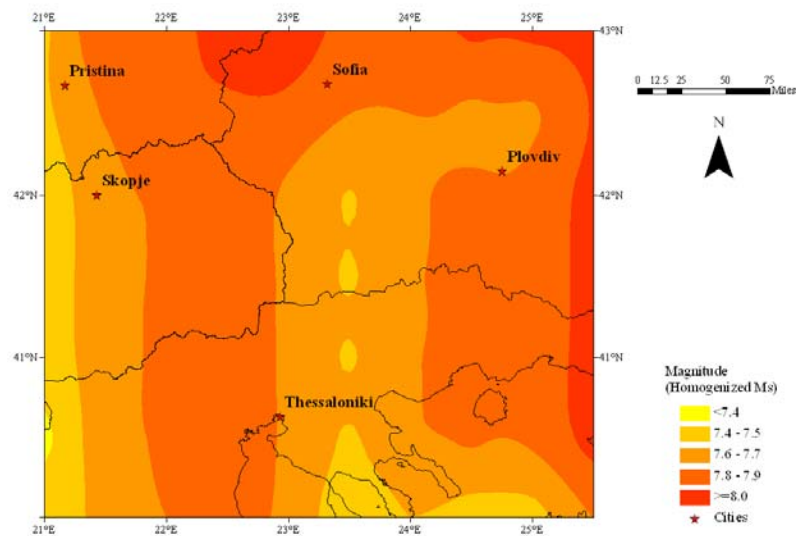 21°E 22°E 23°E 24°E 25°E
43°N
Pristina
Sofia
Plovdiv
42°N 42°N
Skopje
41°N 41°N
Thessaloniki
21°E 22°E 23°E 24°E 25°E
0 12.5 25 50 75
Miles
N
Magnitude
(Homogenized Ms)
<7.4
7.4 - 7.5
7.6 - 7.7
7.8 - 7.9
>=8.0
Cities